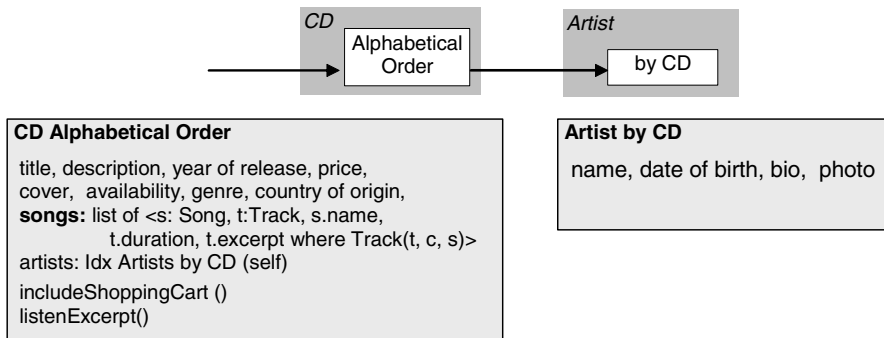 CD
Alphabetical
Order
Artist
by CD
CD Alphabetical Order
title, description, year of release, price,
cover, availability, genre, country of origin,
songs: list of <s: Song, t:Track, s.name,
t.duration, t.excerpt where Track(t, c, s)>
artists: Idx Artists by CD (self)
includeShoppingCart ()
listenExcerpt()
Artist by CD
name, date of birth, bio, photo